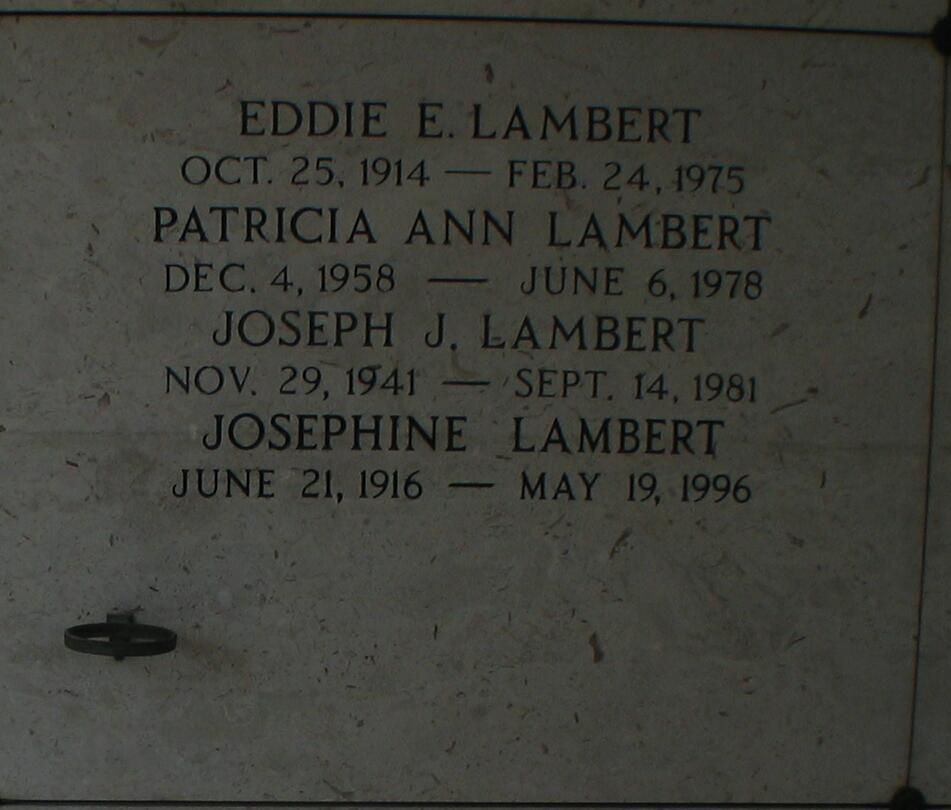 EDDIE E. LAMBERT
OCT. 25, 1914 — FEB. 24, 1975
PATRICIA ANN LAMBERT
DEC. 4, 1958 — JUNE 6, 1978
JOSEPH J. LAMBERT
NOV. 29, 1941 — SEPT. 14, 1981
JOSEPHINE LAMBERT
JUNE 21, 1916 — MAY 19, 1996